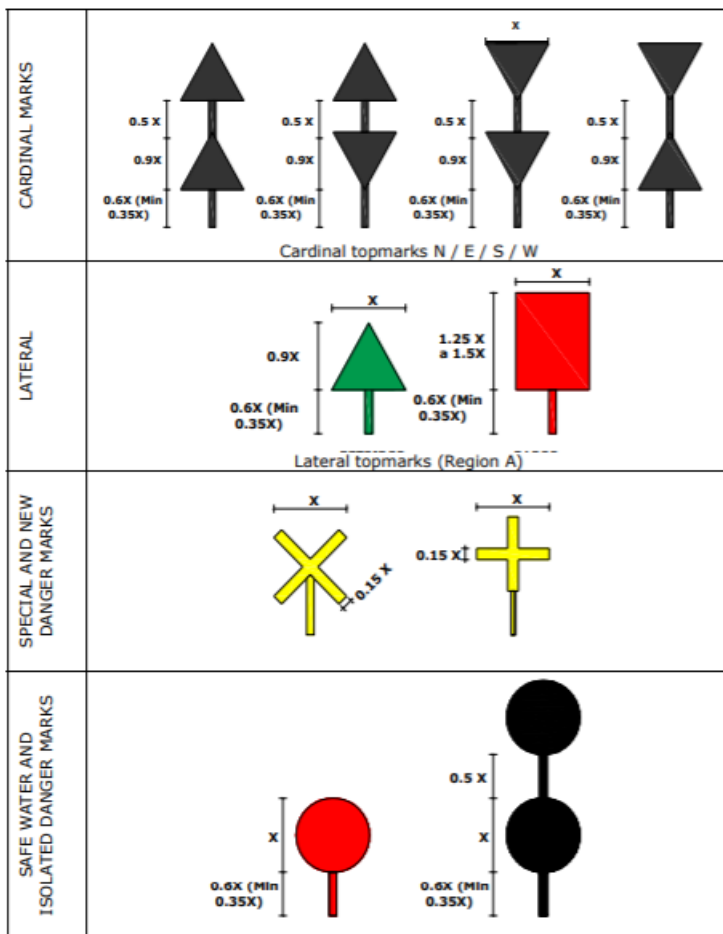 CARDINAL MARKS
X
0.5 X
0.5 X
0.5 X
0.5 X
0.9X
0.9X
0.9X
0.9X
0.6X (Min
0.35X)
0.6X (Min
0.35X)
0.6X (Min
0.35X)
0.6X (Min
0.35X)
Cardinal topmarks N / E / S / W
LATERAL
X
X
0.9X
1.25 X
a 1.5X
0.6X (Min
0.35X)
0.6X (Min
0.35X)
Lateral topmarks (Region A)
SPECIAL AND NEW
DANGER MARKS
X
X
0.15 X
0.15 X
SAFE WATER AND
ISOLATED DANGER MARKS
0.5 X
X
X
0.6X (Min
0.35X)
0.6X (Min
0.35X)